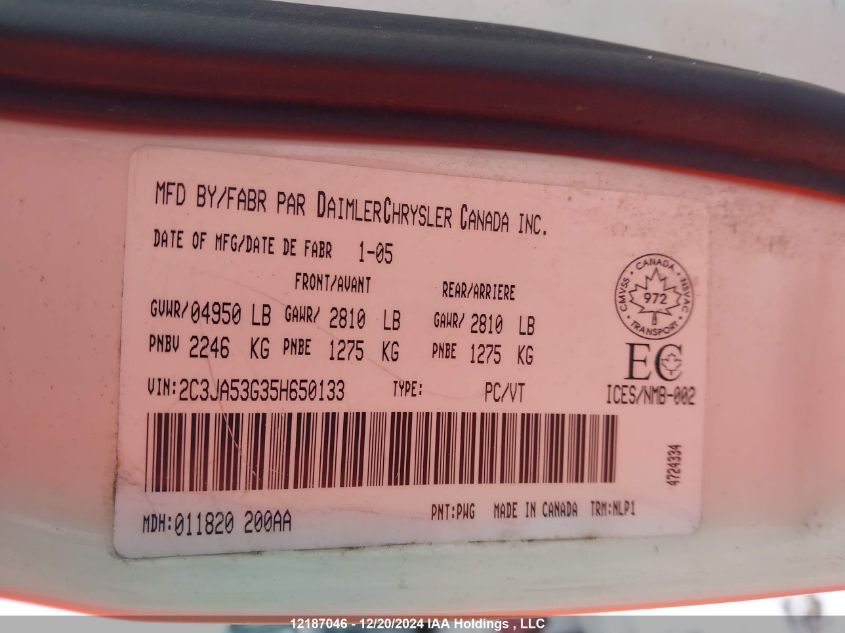 MFD BY/FABR PAR DAIMLERCHRYSLER CANADA INC.
DATE OF MFG/DATE DE FABR 1-05
FRONT/AVANT REAR/ARRIERE
GVWR/04950 LB GAWR/ 2810 LB GAWR/ 2810 LB
PNBV 2246 KG PNBE 1275 KG PNBE 1275 KG
VIN:2C3JA53G35H650133 TYPE: PC/VT
CANADA
CMVSS · NSVAC
972
TRANSPORT
EC
ICES/NMB-002
4724334
MDH:011820 200AA PNT:PWG MADE IN CANADA TRM:NLP1
12187046 - 12/20/2024 IAA Holdings , LLC